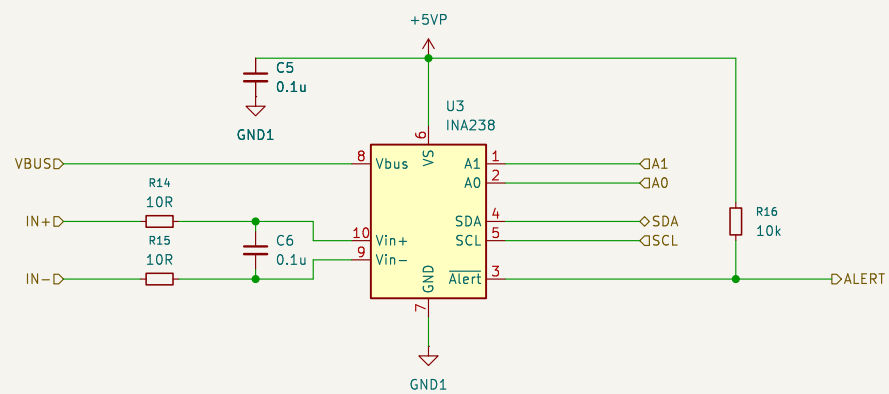 +5VP
C5
0.1u
GND1
U3
INA238
6
VS
VBUS
8
Vbus
A1
1
A1
A0
2
A0
R14
10R
IN+
10
Vin+
SDA
4
SDA
R16
10k
R15
10R
C6
0.1u
9
Vin-
SCL
5
SCL
IN-
GND
7
Alert
3
ALERT
GND1